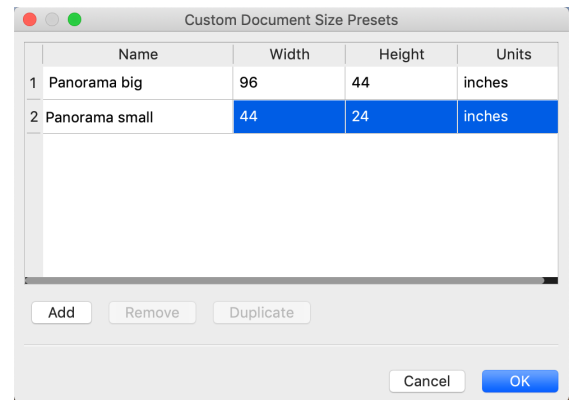 Custom Document Size Presets
Name Width Height Units
1 Panorama big 96 44 inches
2 Panorama small 44 24 inches
Add Remove Duplicate
Cancel OK